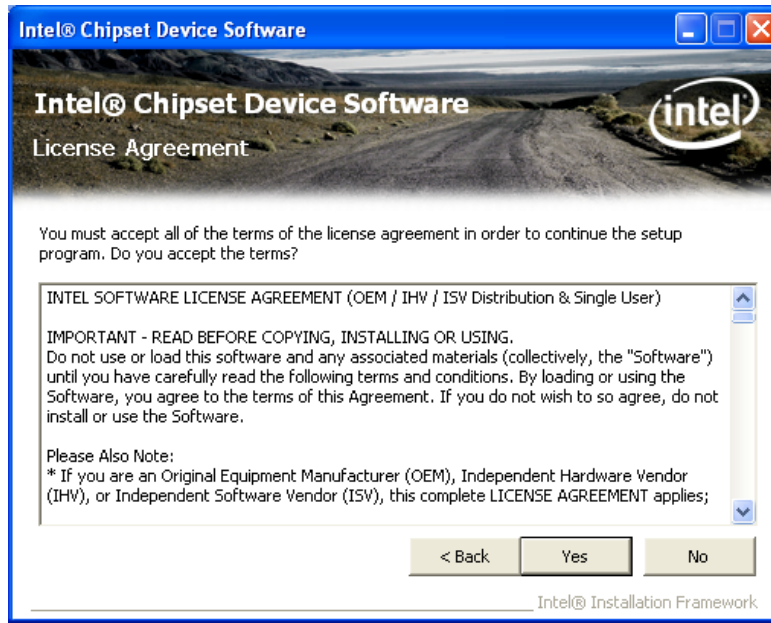 Intel® Chipset Device Software
Intel® Chipset Device Software
intel
License Agreement
You must accept all of the terms of the license agreement in order to continue the setup
program. Do you accept the terms?
INTEL SOFTWARE LICENSE AGREEMENT (OEM / IHV / ISV Distribution & Single User)
IMPORTANT - READ BEFORE COPYING, INSTALLING OR USING.
Do not use or load this software and any associated materials (collectively, the "Software")
until you have carefully read the following terms and conditions. By loading or using the
Software, you agree to the terms of this Agreement. If you do not wish to so agree, do not
install or use the Software.
Please Also Note:
* If you are an Original Equipment Manufacturer (OEM), Independent Hardware Vendor
(IHV), or Independent Software Vendor (ISV), this complete LICENSE AGREEMENT applies;
< Back Yes No
Intel® Installation Framework